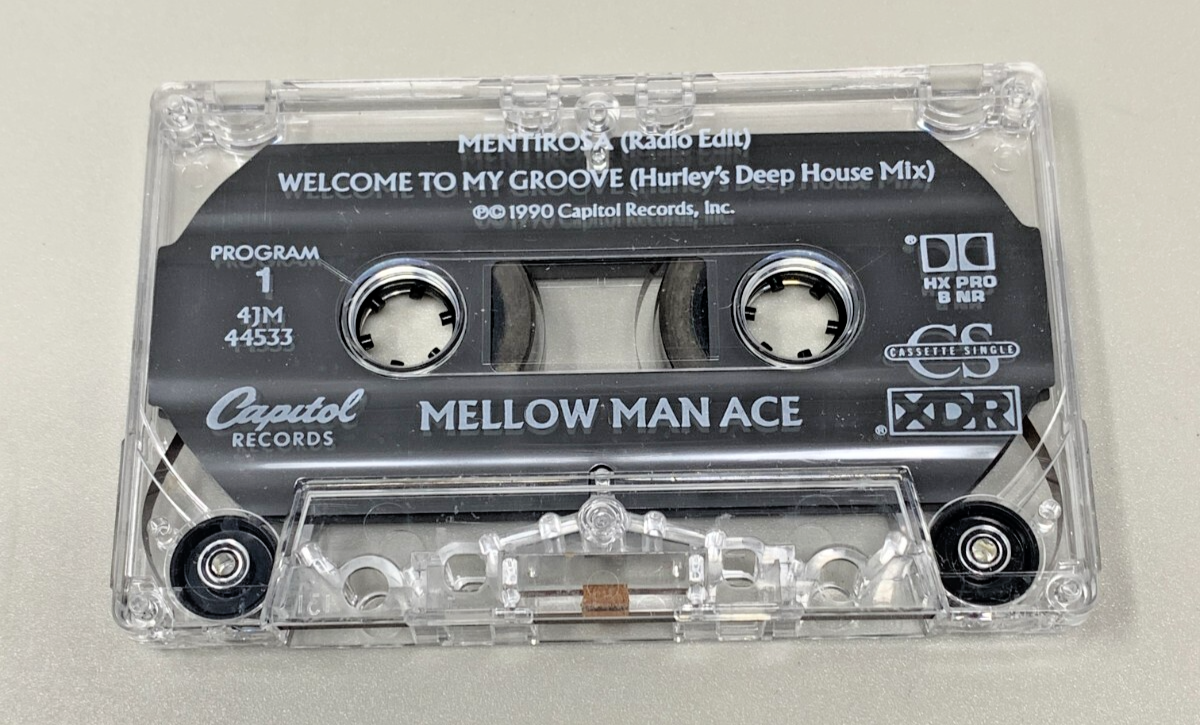 MENTIROSA (Radio Edit)
WELCOME TO MY GROOVE (Hurley's Deep House Mix)
℗© 1990 Capitol Records, Inc.
PROGRAM
1
4JM
44533
®
HX PRO
B NR
CS
CASSETTE SINGLE
Capitol
RECORDS
MELLOW MAN ACE
® XDR